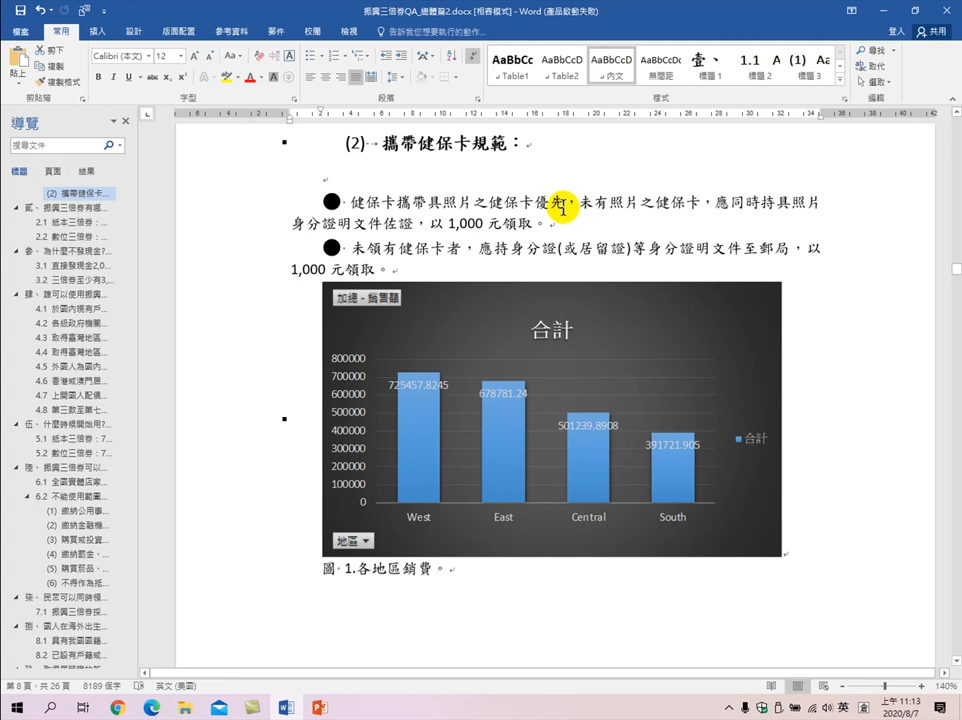 振興三倍券QA_總體篇2.docx [相容模式] - Word (產品啟動失敗)
檔案 常用 插入 設計 版面配置 參考資料 郵件 校閱 檢視 告訴我您想要執行的動作... 登入 共用
貼上 剪下 複製 複製格式
Calibri (本文) 12
AaBbCc AaBbCcD AaBbCcD AaBbCc 壹、 1.1 A (1) Aa
Table1 Table2 內文 無間距 標題 1 標題 2 標題 3
尋找 取代 選取
剪貼簿 字型 段落 樣式 編輯
導覽
搜尋文件
標題 頁面 結果
(2) 攜帶健保卡...
貳、振興三倍券有哪...
2.1 紙本三倍券：...
2.2 數位三倍券：...
參、為什麼不發現金?...
3.1 直接發現金2,0...
3.2 三倍券至少有3,...
肆、誰可以使用振興...
4.1 於國內現有戶...
4.2 各級政府機關...
4.3 取得臺灣地區...
4.4 取得臺灣地區...
4.5 外國人為國內...
4.6 香港或澳門居...
4.7 上開國人配偶...
4.8 第三款至第七...
伍、什麼時候開始用?...
5.1 紙本三倍券：7...
5.2 數位三倍券：7...
陸、振興三倍券可以...
6.1 全國實體店家...
6.2 不能使用範圍...
(1) 繳納公用事...
(2) 繳納金融機...
(3) 購買或投資...
(4) 繳納罰金、...
(5) 購買菸品、...
(6) 不得作為抵...
柒、民眾可以同時領...
7.1 振興三倍券採...
捌、國人在海外出生...
8.1 具有我國國籍...
8.2 已設有戶籍或...
(2) 攜帶健保卡規範：
● 健保卡攜帶具照片之健保卡優先，未有照片之健保卡，應同時持具照片
身分證明文件佐證，以 1,000 元領取。
● 未領有健保卡者，應持身分證(或居留證)等身分證明文件至郵局，以
1,000 元領取。
加總 - 銷售額
合計
800000
700000
600000
500000
400000
300000
200000
100000
0
725457.8245
678781.24
501239.8908
391721.905
合計
West East Central South
地區
圖 1.各地區銷費。
第 8 頁，共 26 頁 8189 個字 英文 (美國) 140%
英 上午 11:13
2020/8/7